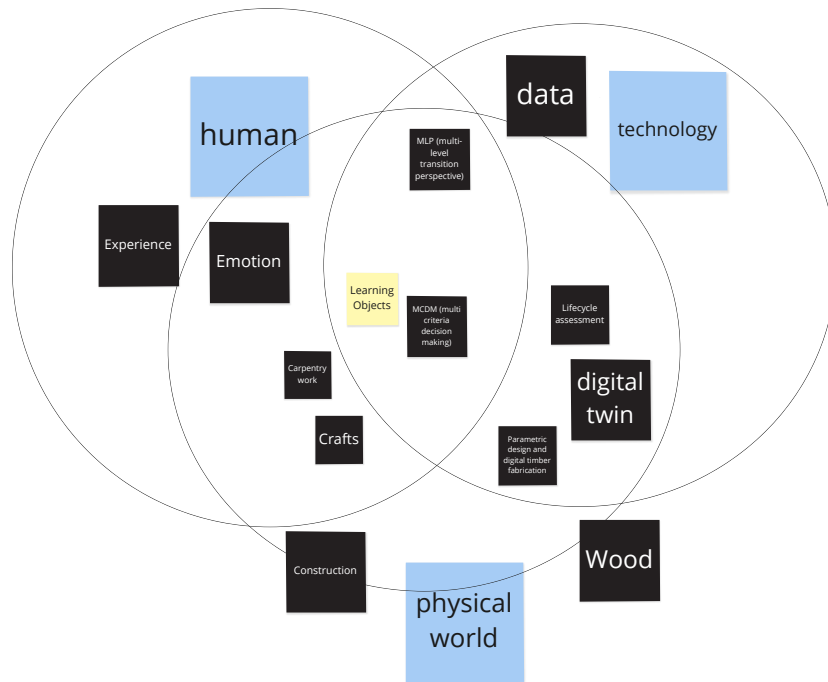 data
human
technology
MLP (multi-
level
transition
perspective)
Experience
Emotion
Learning
Objects
MCDM (multi
criteria
decision
making)
Lifecycle
assessment
Carpentry
work
digital
twin
Crafts
Parametric
design and
digital timber
fabrication
Construction
Wood
physical
world